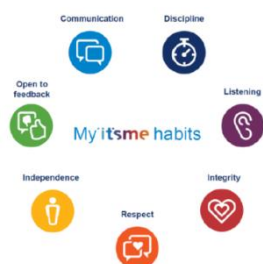 Communication
Discipline
Open to
feedback
Listening
My itsme habits
Independence
Integrity
Respect